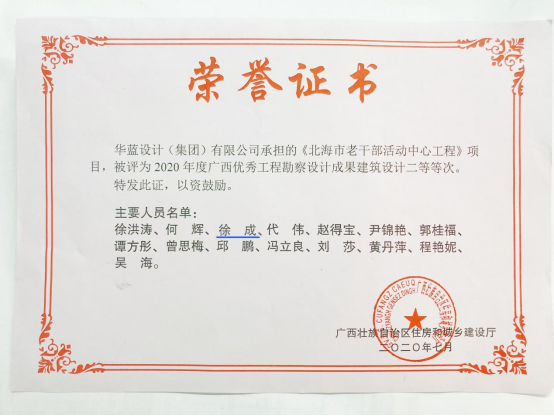 荣誉证书
华蓝设计（集团）有限公司承担的《北海市老干部活动中心工程》项
目，被评为2020年度广西优秀工程勘察设计成果建筑设计二等等次。
特发此证，以资鼓励。
主要人员名单：
徐洪涛、何　辉、徐　成、代　伟、赵得宝、尹锦艳、郭桂福、
谭方彤、曾思梅、邱　鹏、冯立良、刘　莎、黄丹萍、程艳妮、
吴　海。
广西壮族自治区住房和城乡建设厅
二〇二〇年七月